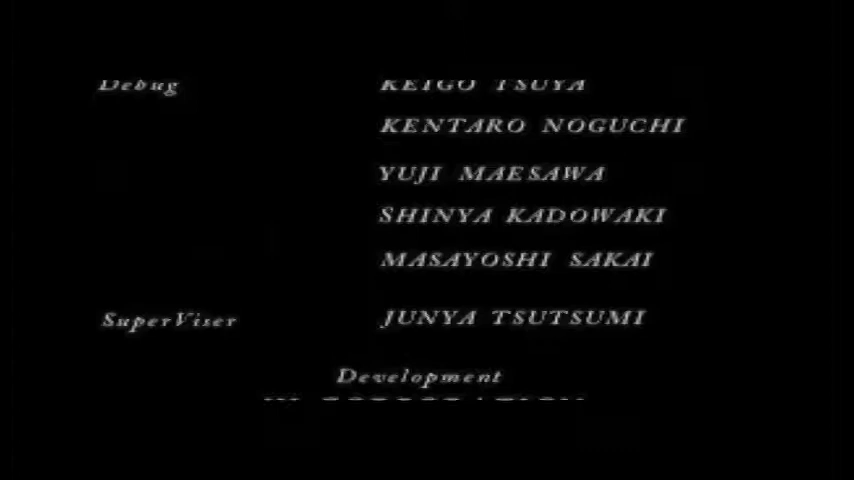 Debug KEIGO TSUYA
KENTARO NOGUCHI
YUJI MAESAWA
SHINYA KADOWAKI
MASAYOSHI SAKAI
SuperViser JUNYA TSUTSUMI
Development